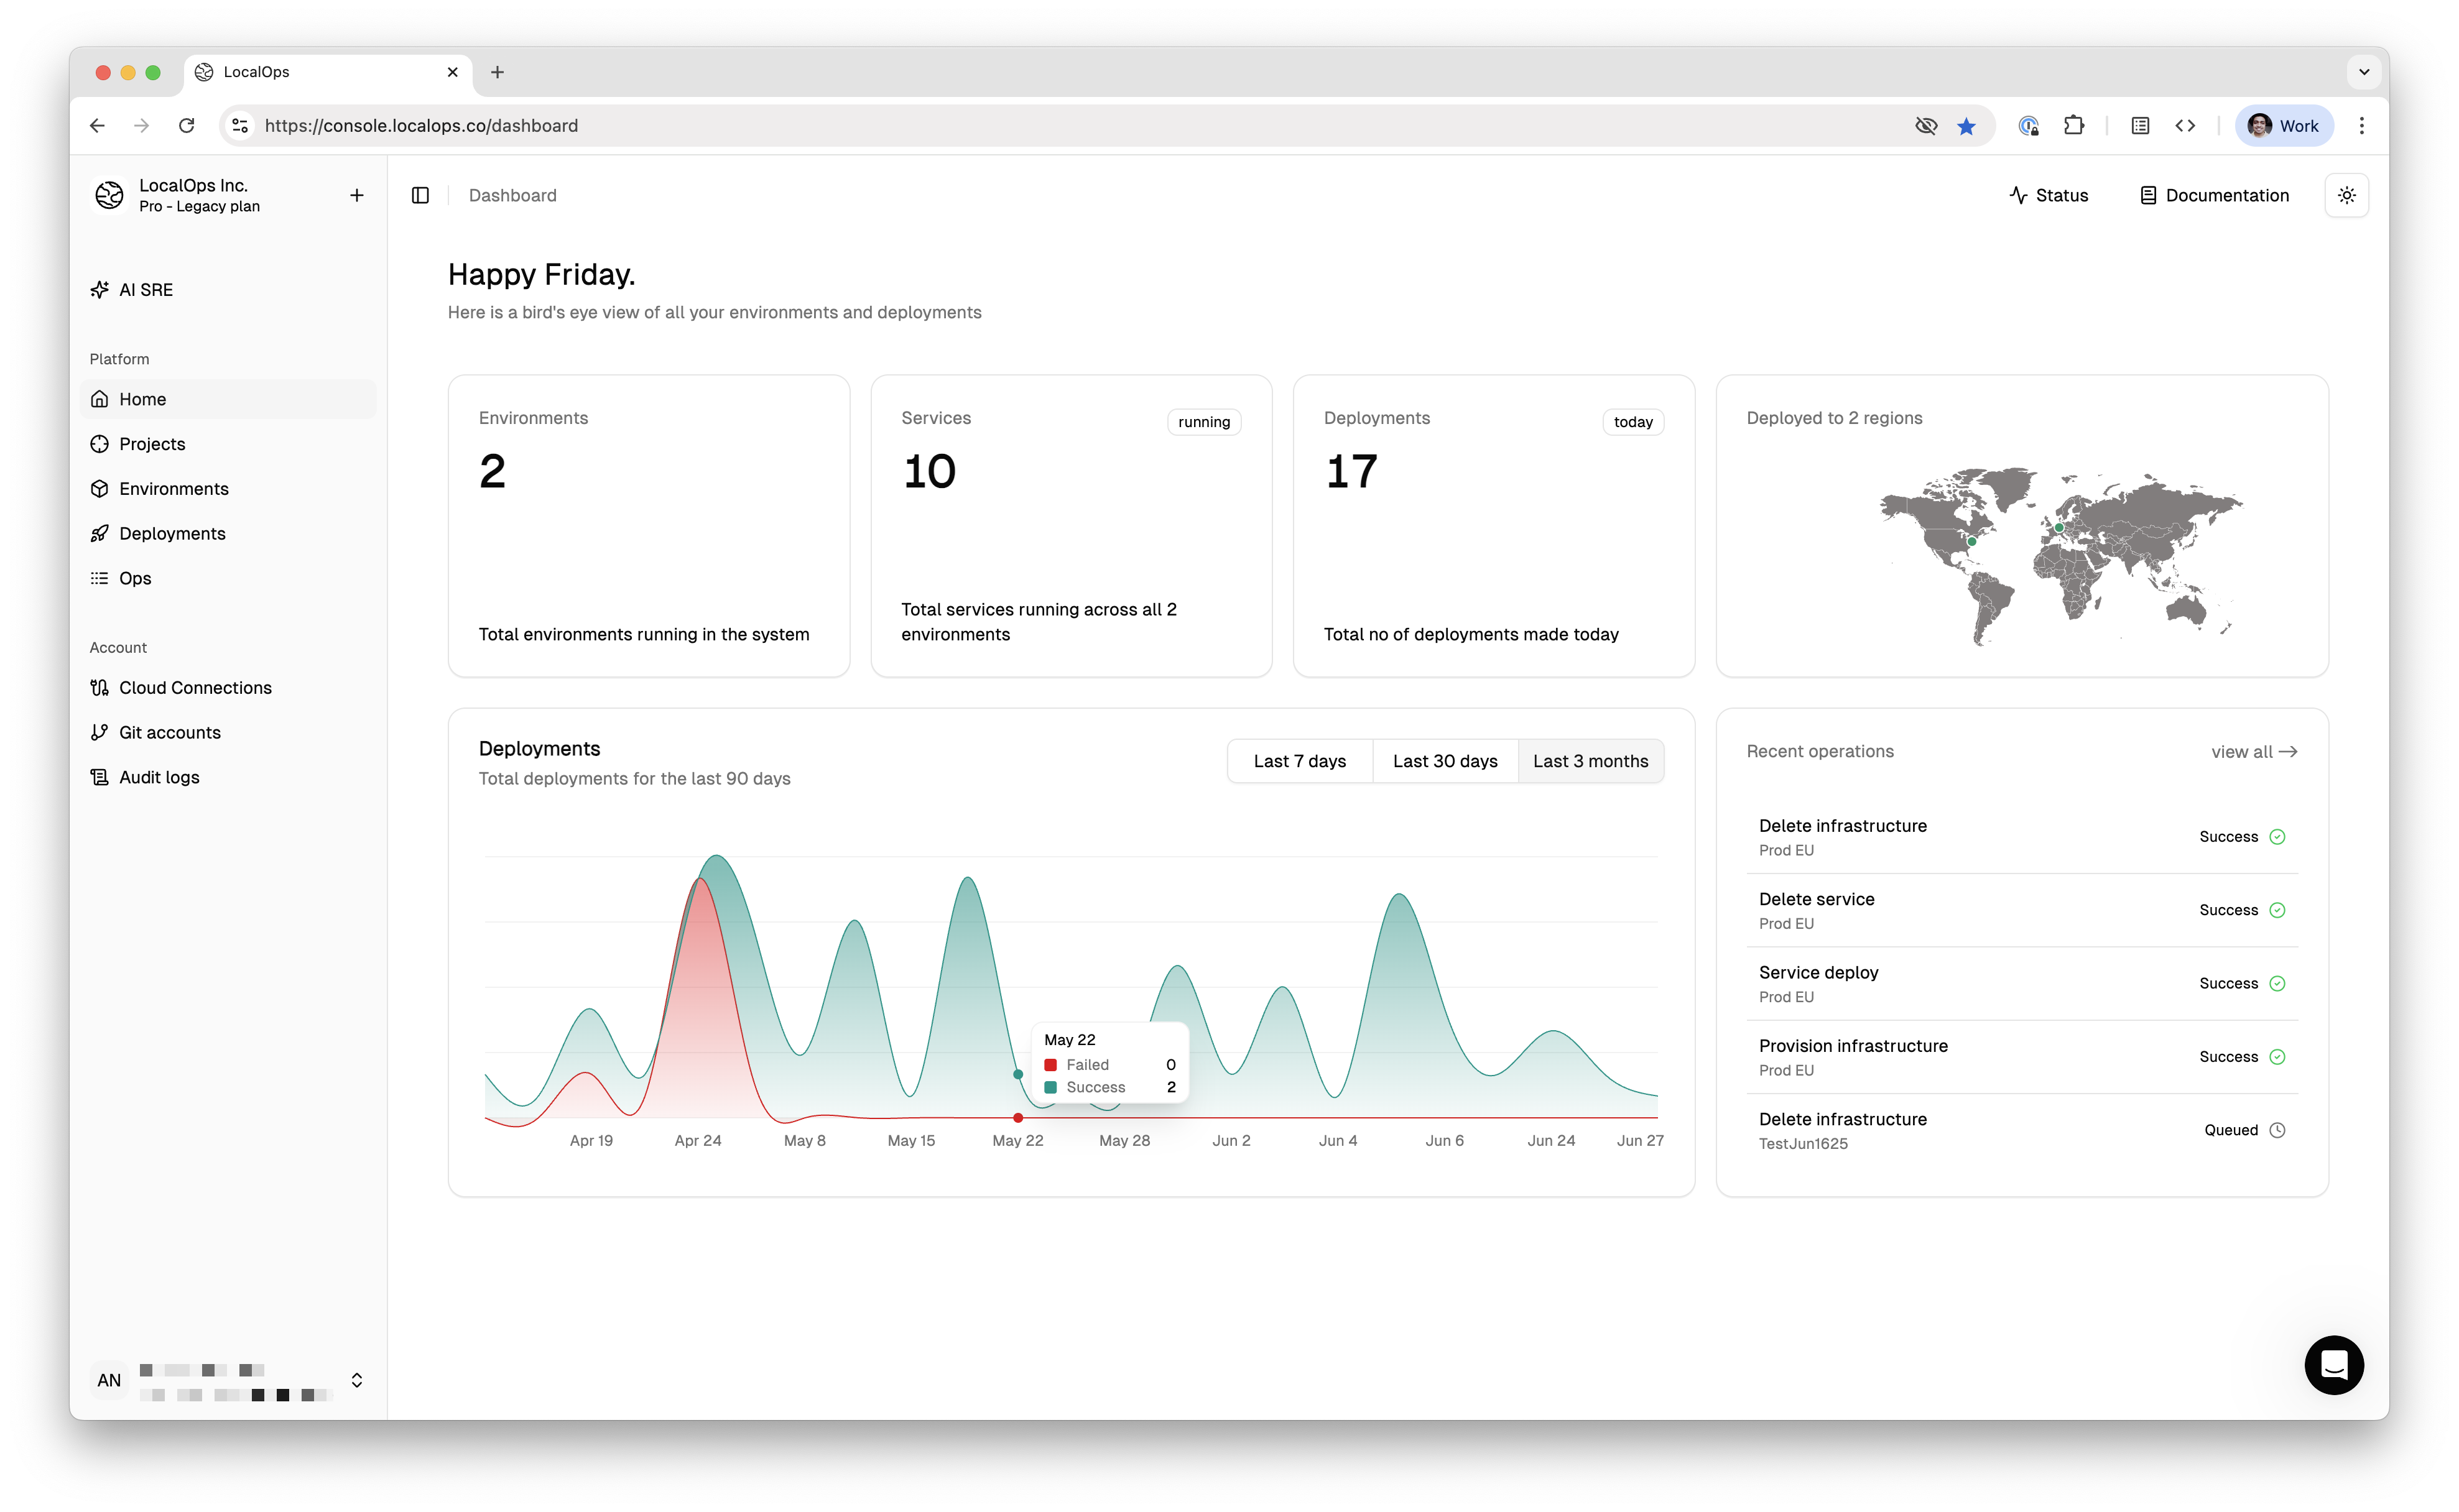 LocalOps
https://console.localops.co/dashboard
Work
LocalOps Inc.
Pro - Legacy plan
Dashboard
Status
Documentation
AI SRE
Platform
Home
Projects
Environments
Deployments
Ops
Account
Cloud Connections
Git accounts
Audit logs
AN
Happy Friday.
Here is a bird's eye view of all your environments and deployments
Environments
2
Total environments running in the system
Services
running
10
Total services running across all 2
environments
Deployments
today
17
Total no of deployments made today
Deployed to 2 regions
Deployments
Total deployments for the last 90 days
Last 7 days
Last 30 days
Last 3 months
May 22
Failed 0
Success 2
Apr 19
Apr 24
May 8
May 15
May 22
May 28
Jun 2
Jun 4
Jun 6
Jun 24
Jun 27
Recent operations
view all
Delete infrastructure
Prod EU
Success
Delete service
Prod EU
Success
Service deploy
Prod EU
Success
Provision infrastructure
Prod EU
Success
Delete infrastructure
TestJun1625
Queued